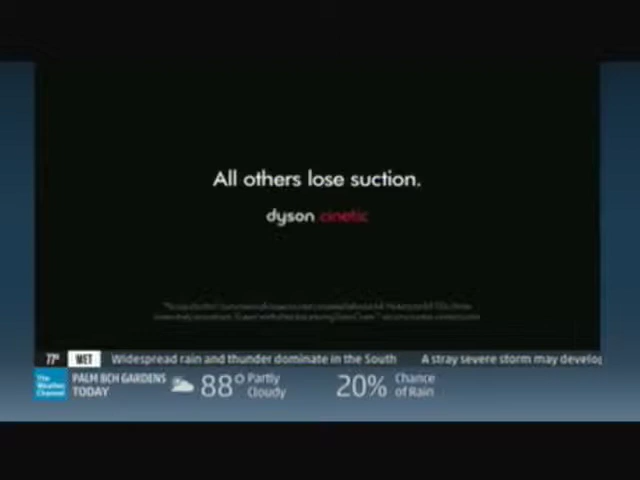 All others lose suction.
dyson cinetic
77° WET Widespread rain and thunder dominate in the South A stray severe storm may develop
The Weather Channel
PALM BCH GARDENS
TODAY
88° Partly Cloudy
20% Chance of Rain